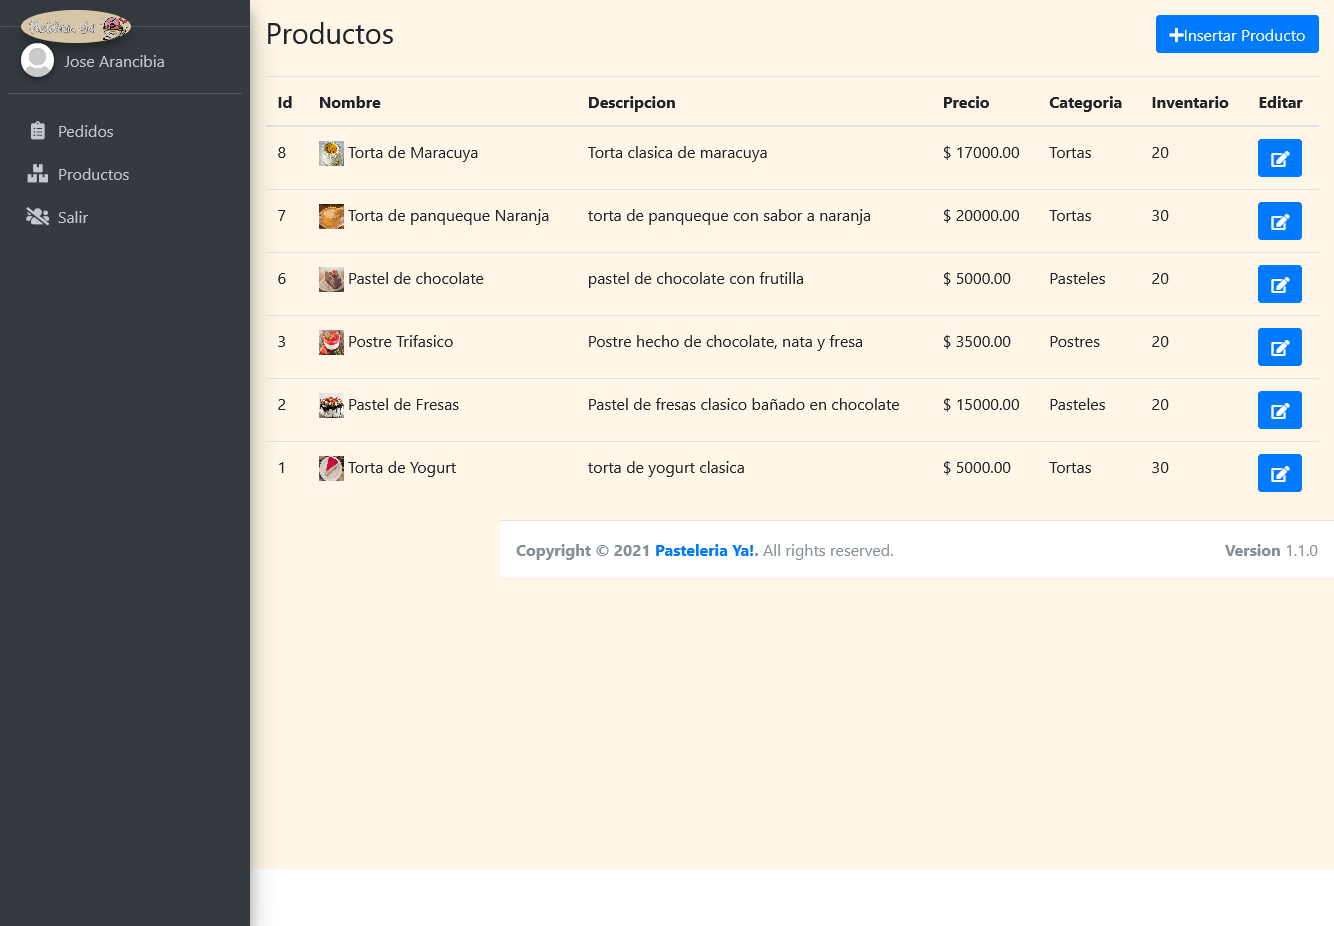 Pasteleria Ya!
Jose Arancibia
Pedidos
Productos
Salir
Productos
Insertar Producto
Id Nombre Descripcion Precio Categoria Inventario Editar
8 Torta de Maracuya Torta clasica de maracuya $ 17000.00 Tortas 20
7 Torta de panqueque Naranja torta de panqueque con sabor a naranja $ 20000.00 Tortas 30
6 Pastel de chocolate pastel de chocolate con frutilla $ 5000.00 Pasteles 20
3 Postre Trifasico Postre hecho de chocolate, nata y fresa $ 3500.00 Postres 20
2 Pastel de Fresas Pastel de fresas clasico bañado en chocolate $ 15000.00 Pasteles 20
1 Torta de Yogurt torta de yogurt clasica $ 5000.00 Tortas 30
Copyright © 2021 Pasteleria Ya!. All rights reserved. Version 1.1.0